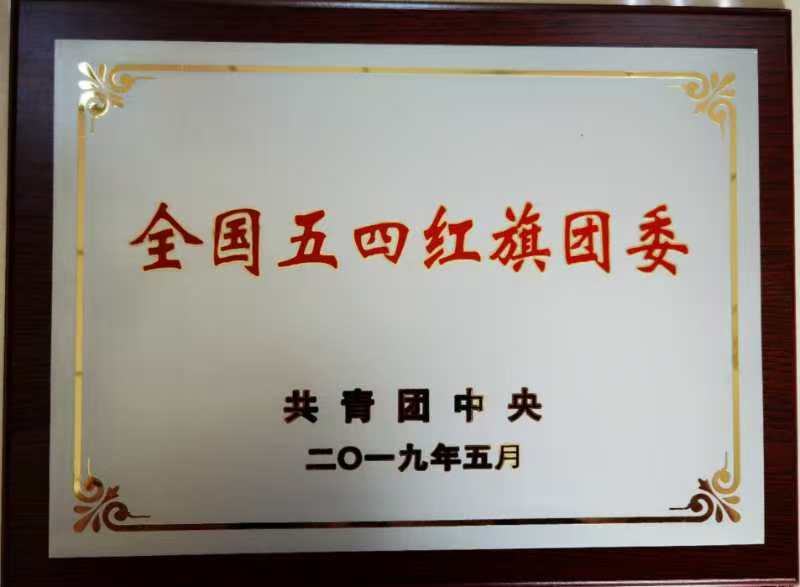 全国五四红旗团委
共青团中央
二〇一九年五月